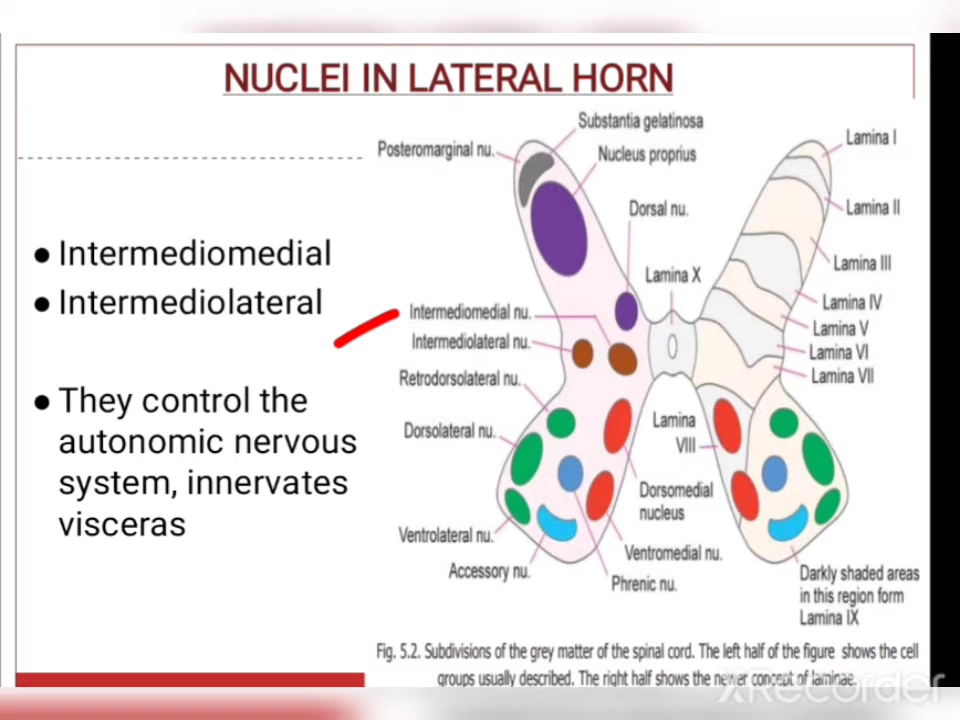 NUCLEI IN LATERAL HORN
● Intermediomedial
● Intermediolateral
● They control the
autonomic nervous
system, innervates
visceras
Substantia gelatinosa
Posteromarginal nu.
Nucleus proprius
Dorsal nu.
Lamina X
Intermediomedial nu.
Intermediolateral nu.
Retrodorsolateral nu.
Dorsolateral nu.
Lamina
VIII
Dorsomedial
nucleus
Ventrolateral nu.
Ventromedial nu.
Accessory nu.
Phrenic nu.
Lamina I
Lamina II
Lamina III
Lamina IV
Lamina V
Lamina VI
Lamina VII
Darkly shaded areas
in this region form
Lamina IX
Fig. 5.2. Subdivisions of the grey matter of the spinal cord. The left half of the figure shows the cell
groups usually described. The right half shows the newer concept of laminae.
XRecorder